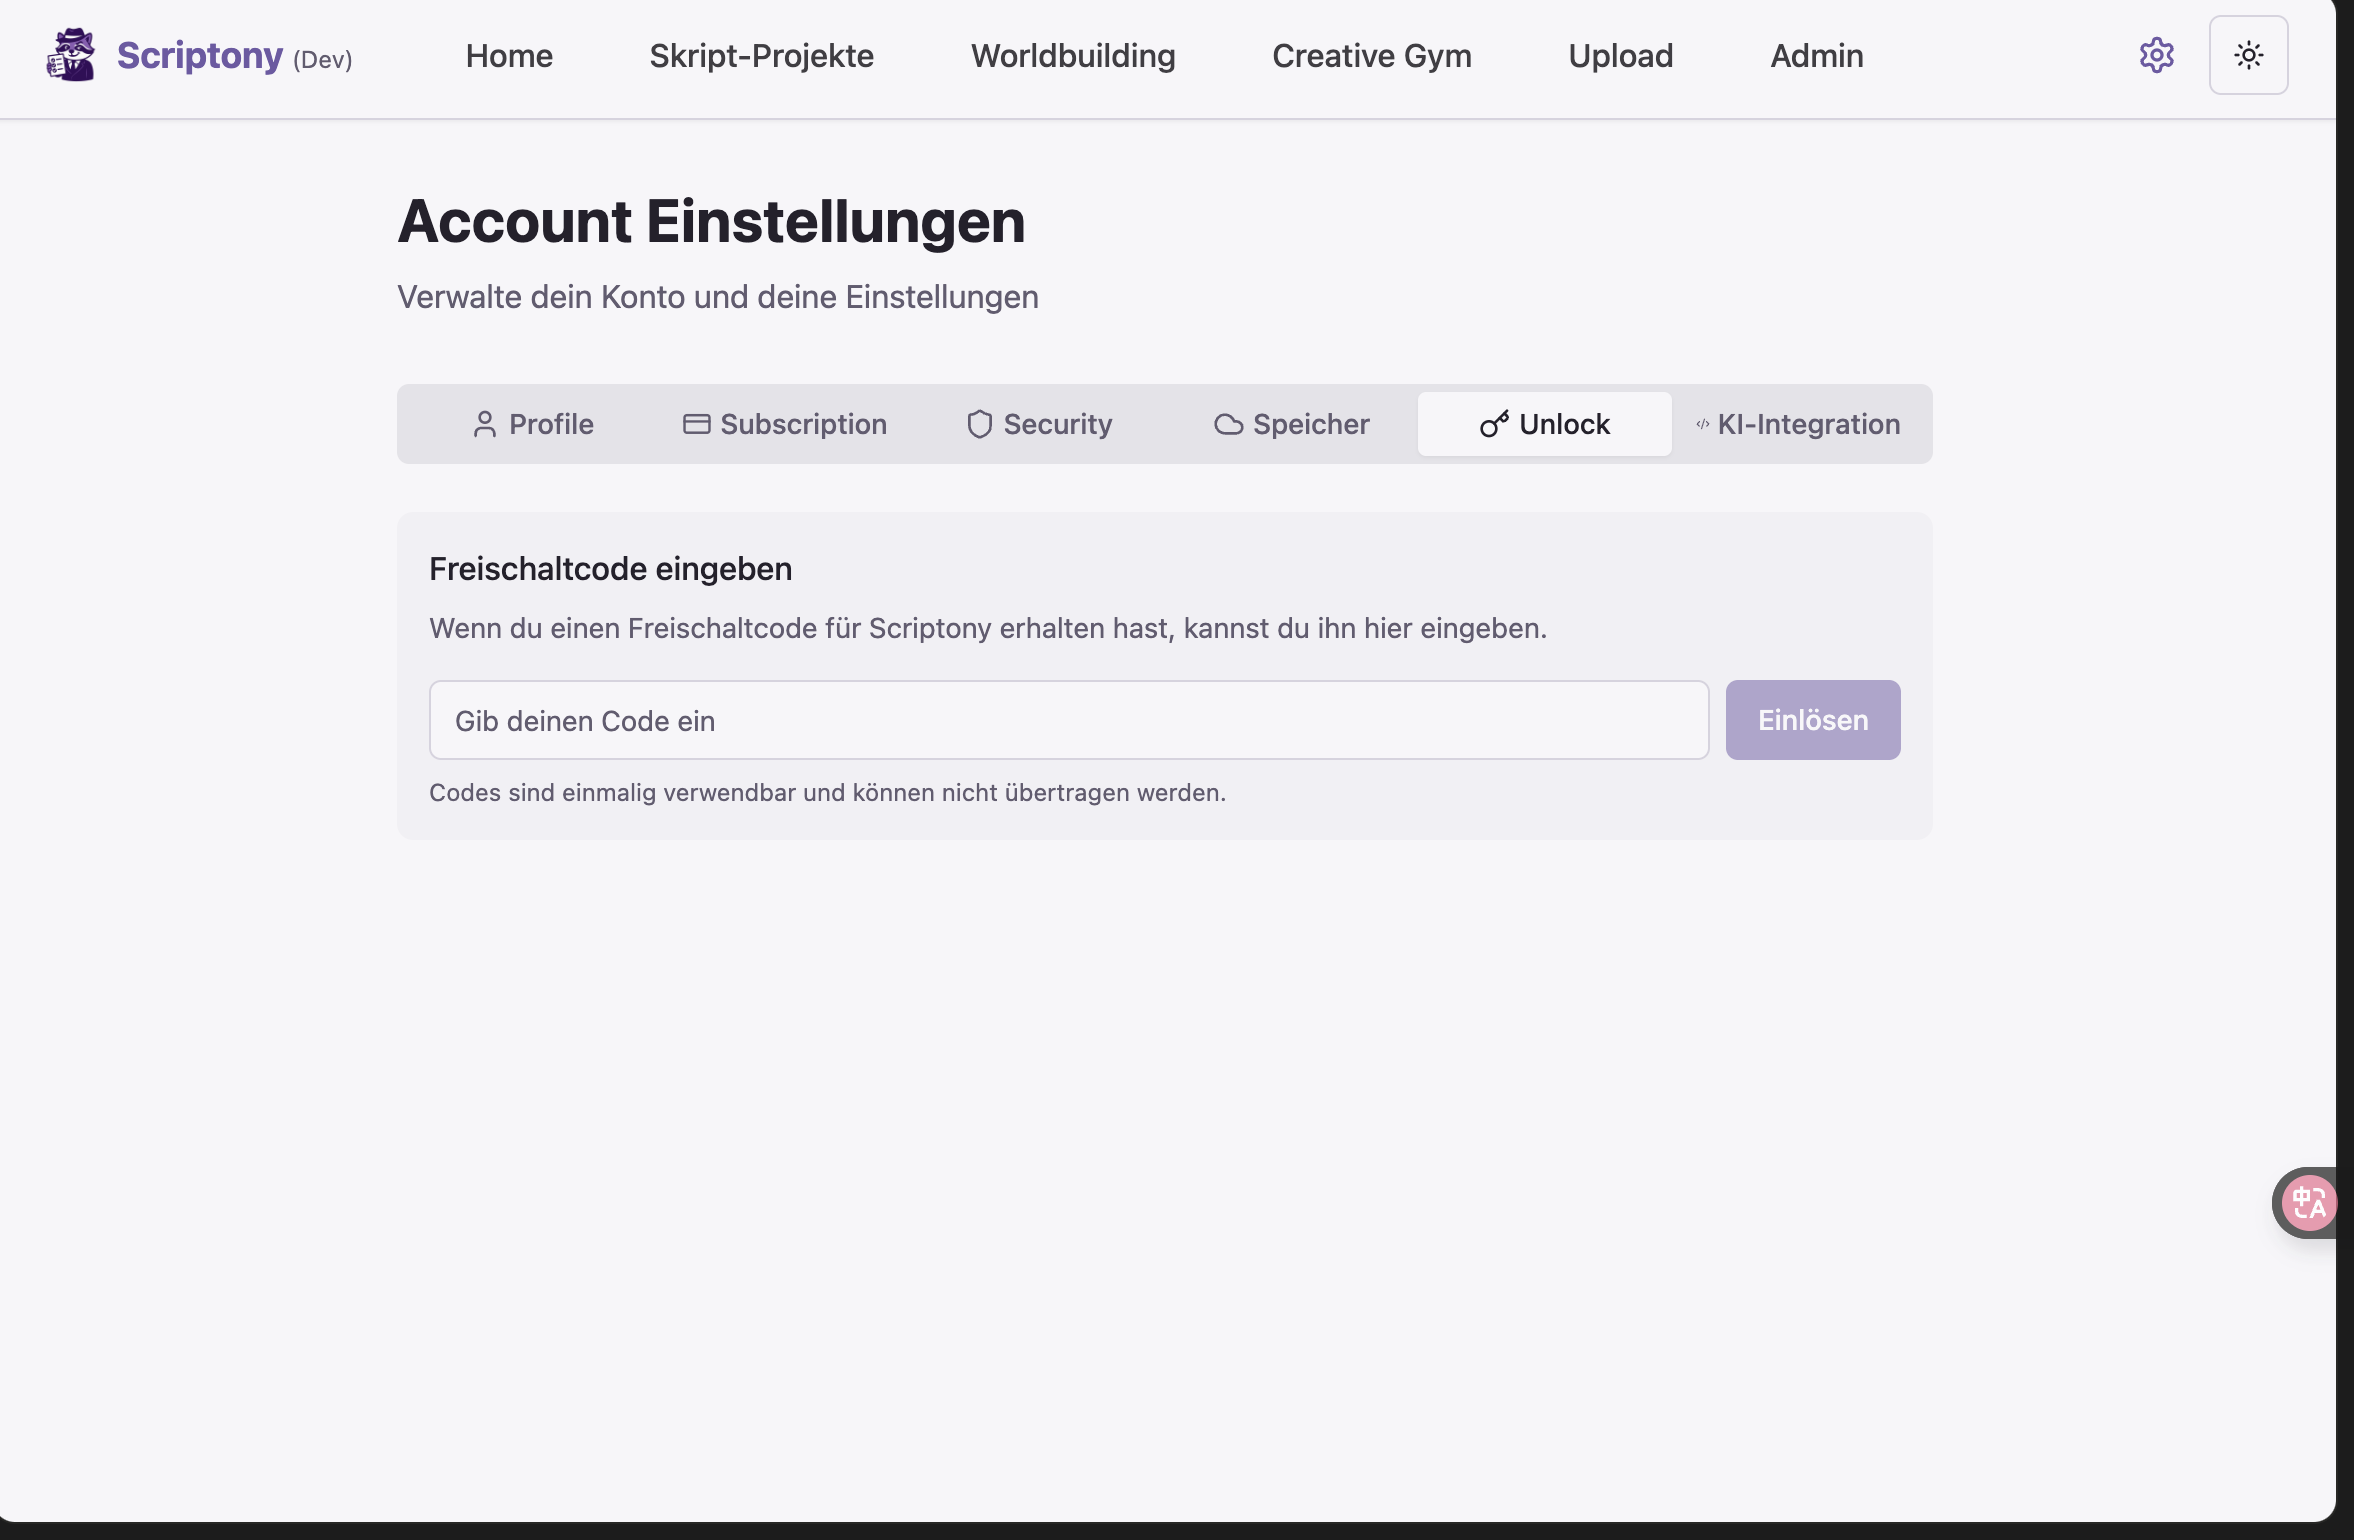 Scriptony (Dev)
Home
Skript-Projekte
Worldbuilding
Creative Gym
Upload
Admin
Account Einstellungen
Verwalte dein Konto und deine Einstellungen
Profile
Subscription
Security
Speicher
Unlock
KI-Integration
Freischaltcode eingeben
Wenn du einen Freischaltcode für Scriptony erhalten hast, kannst du ihn hier eingeben.
Gib deinen Code ein
Einlösen
Codes sind einmalig verwendbar und können nicht übertragen werden.
中A